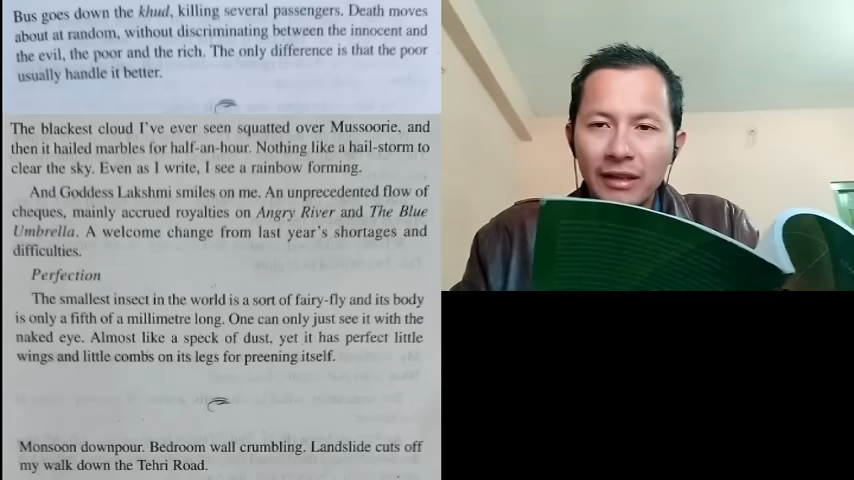 Bus goes down the khud, killing several passengers. Death moves
about at random, without discriminating between the innocent and
the evil, the poor and the rich. The only difference is that the poor
usually handle it better.
The blackest cloud I've ever seen squatted over Mussoorie, and
then it hailed marbles for half-an-hour. Nothing like a hail-storm to
clear the sky. Even as I write, I see a rainbow forming.
And Goddess Lakshmi smiles on me. An unprecedented flow of
cheques, mainly accrued royalties on Angry River and The Blue
Umbrella. A welcome change from last year's shortages and
difficulties.
Perfection
The smallest insect in the world is a sort of fairy-fly and its body
is only a fifth of a millimetre long. One can only just see it with the
naked eye. Almost like a speck of dust, yet it has perfect little
wings and little combs on its legs for preening itself.
Monsoon downpour. Bedroom wall crumbling. Landslide cuts off
my walk down the Tehri Road.